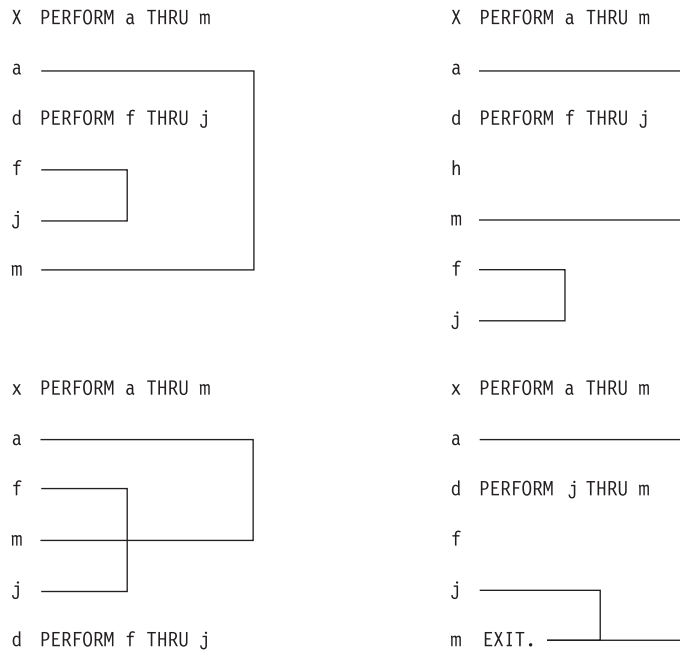 X PERFORM a THRU m
a
d PERFORM f THRU j
f
j
m
X PERFORM a THRU m
a
d PERFORM f THRU j
h
m
f
j
x PERFORM a THRU m
a
f
m
j
d PERFORM f THRU j
x PERFORM a THRU m
a
d PERFORM j THRU m
f
j
m EXIT.